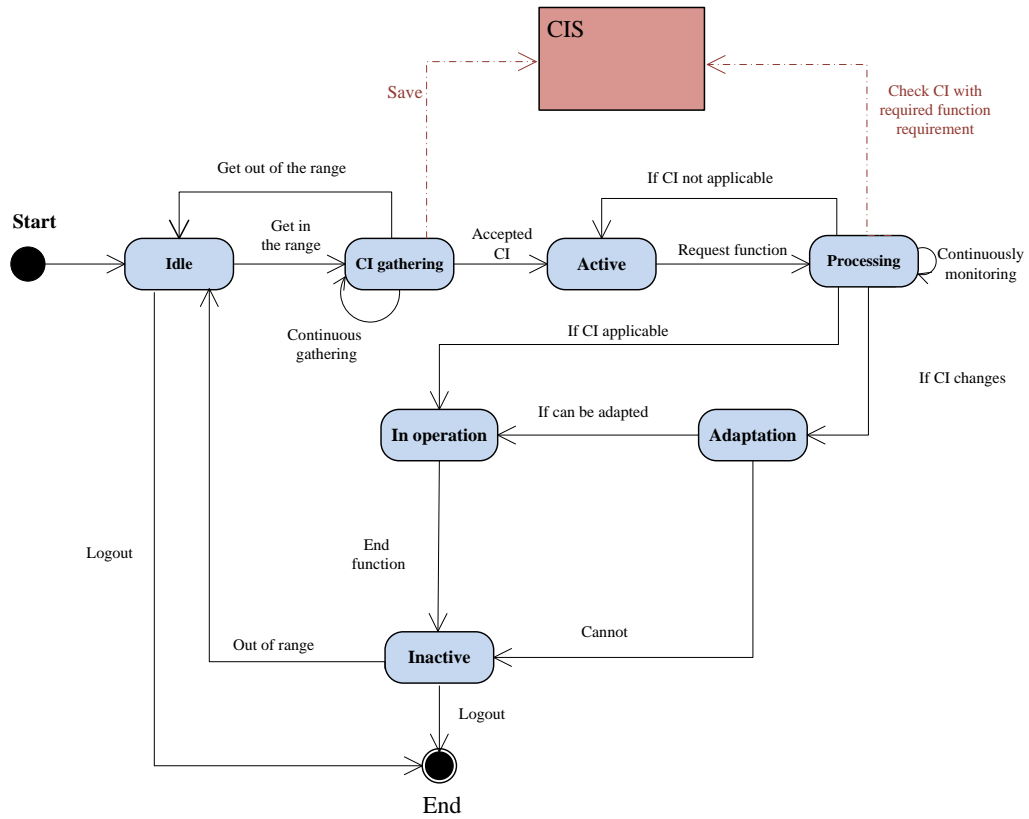 CIS
Save
Check CI with
required function
requirement
Get out of the range
If CI not applicable
Start
Get in
the range
Accepted
CI
Request function
Idle
CI gathering
Active
Processing
Continuously
monitoring
Continuous
gathering
If CI applicable
If CI changes
If can be adapted
In operation
Adaptation
Logout
End
function
Out of range
Cannot
Inactive
Logout
End